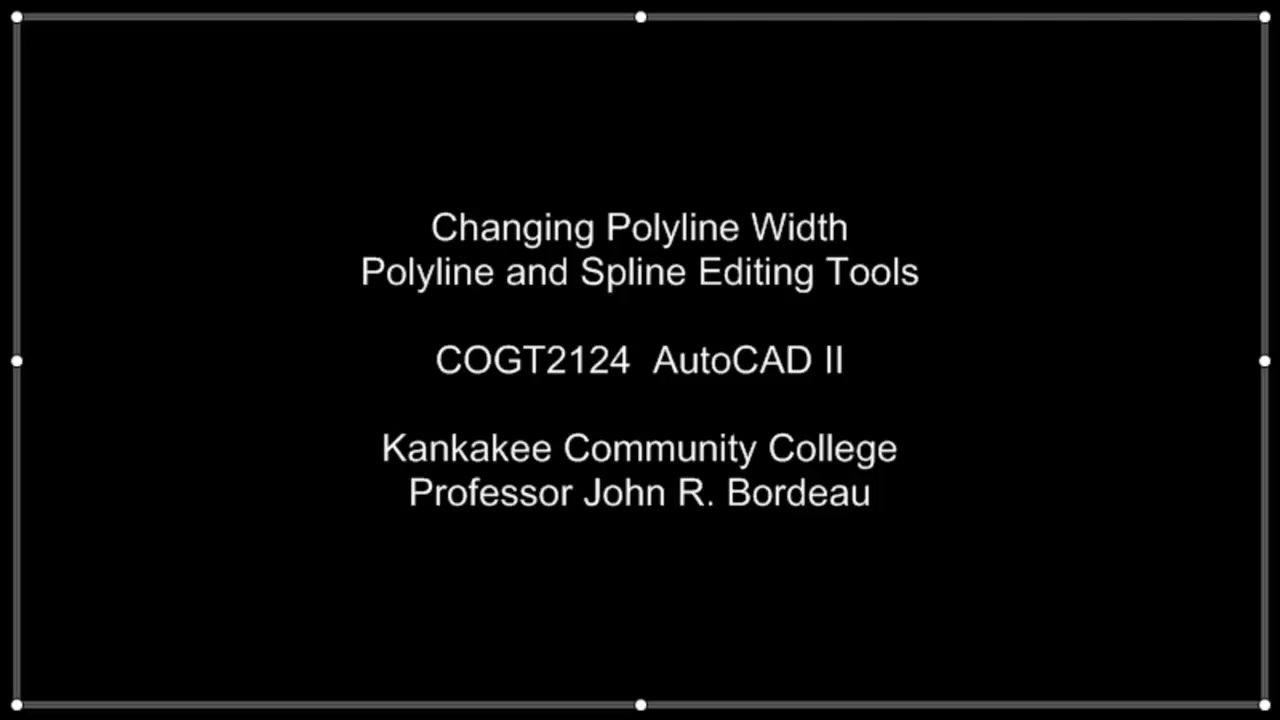 Changing Polyline Width
Polyline and Spline Editing Tools
COGT2124  AutoCAD II
Kankakee Community College
Professor John R. Bordeau